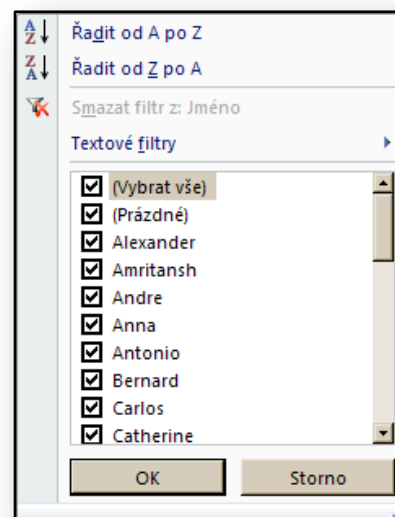 Řadit od A po Z
Řadit od Z po A
Smazat filtr z: Jméno
Textové filtry
(Vybrat vše)
(Prázdné)
Alexander
Amritansh
Andre
Anna
Antonio
Bernard
Carlos
Catherine
OK Storno